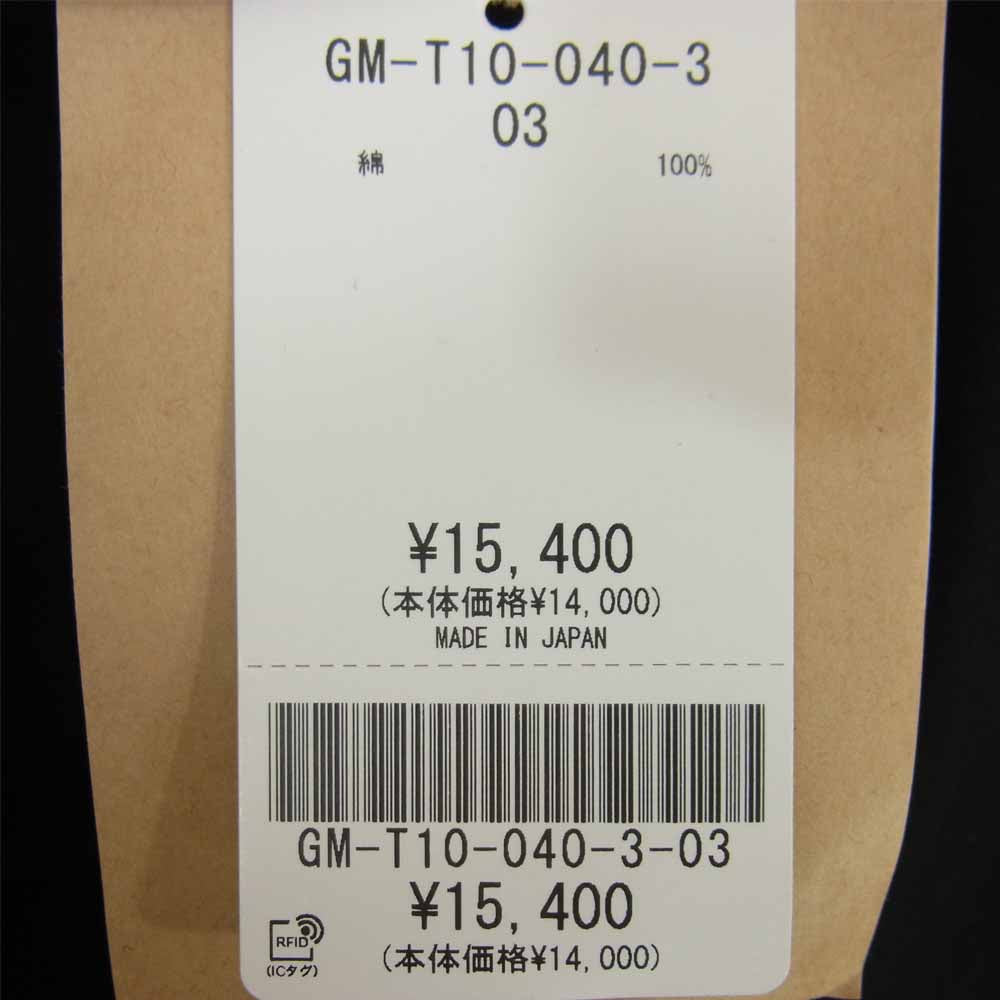 GM-T10-040-3
03
綿 100%
¥15,400
(本体価格¥14,000)
MADE IN JAPAN
GM-T10-040-3-03
¥15,400
(本体価格¥14,000)
RFID
(ICタグ)